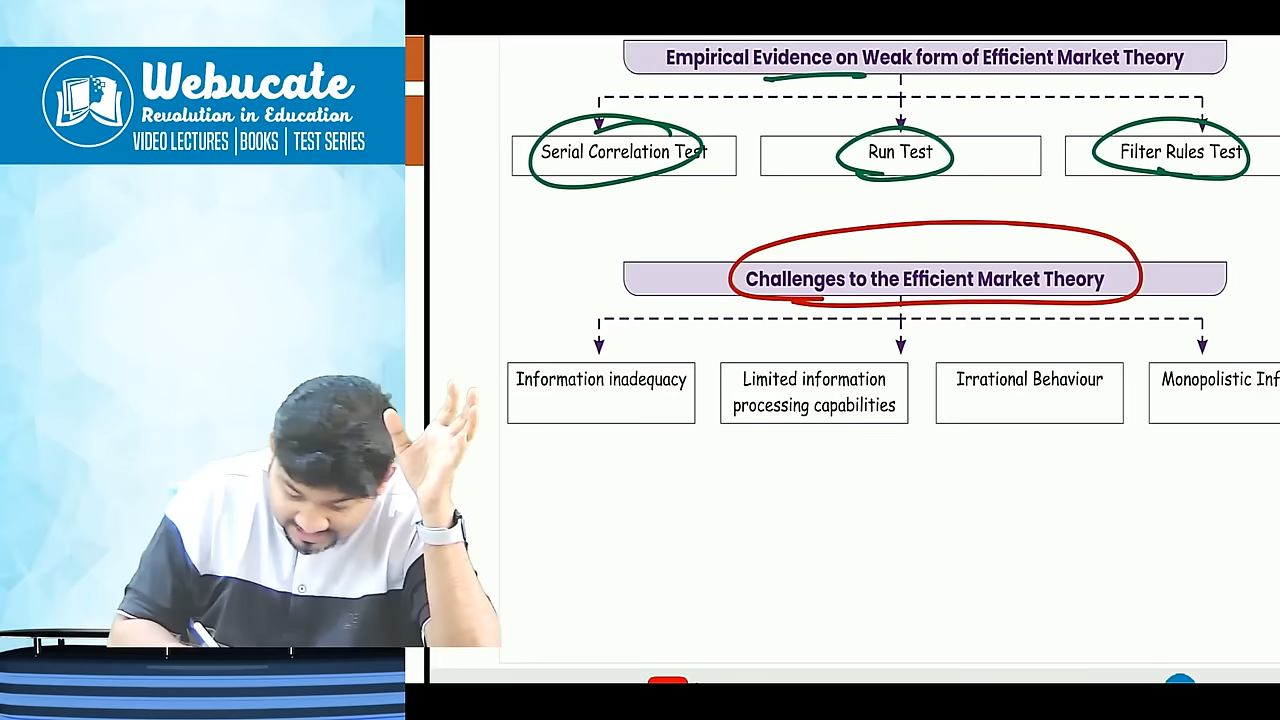 Webucate
Revolution in Education
VIDEO LECTURES | BOOKS | TEST SERIES
Empirical Evidence on Weak form of Efficient Market Theory
Serial Correlation Test
Run Test
Filter Rules Test
Challenges to the Efficient Market Theory
Information inadequacy
Limited information
processing capabilities
Irrational Behaviour
Monopolistic Inf